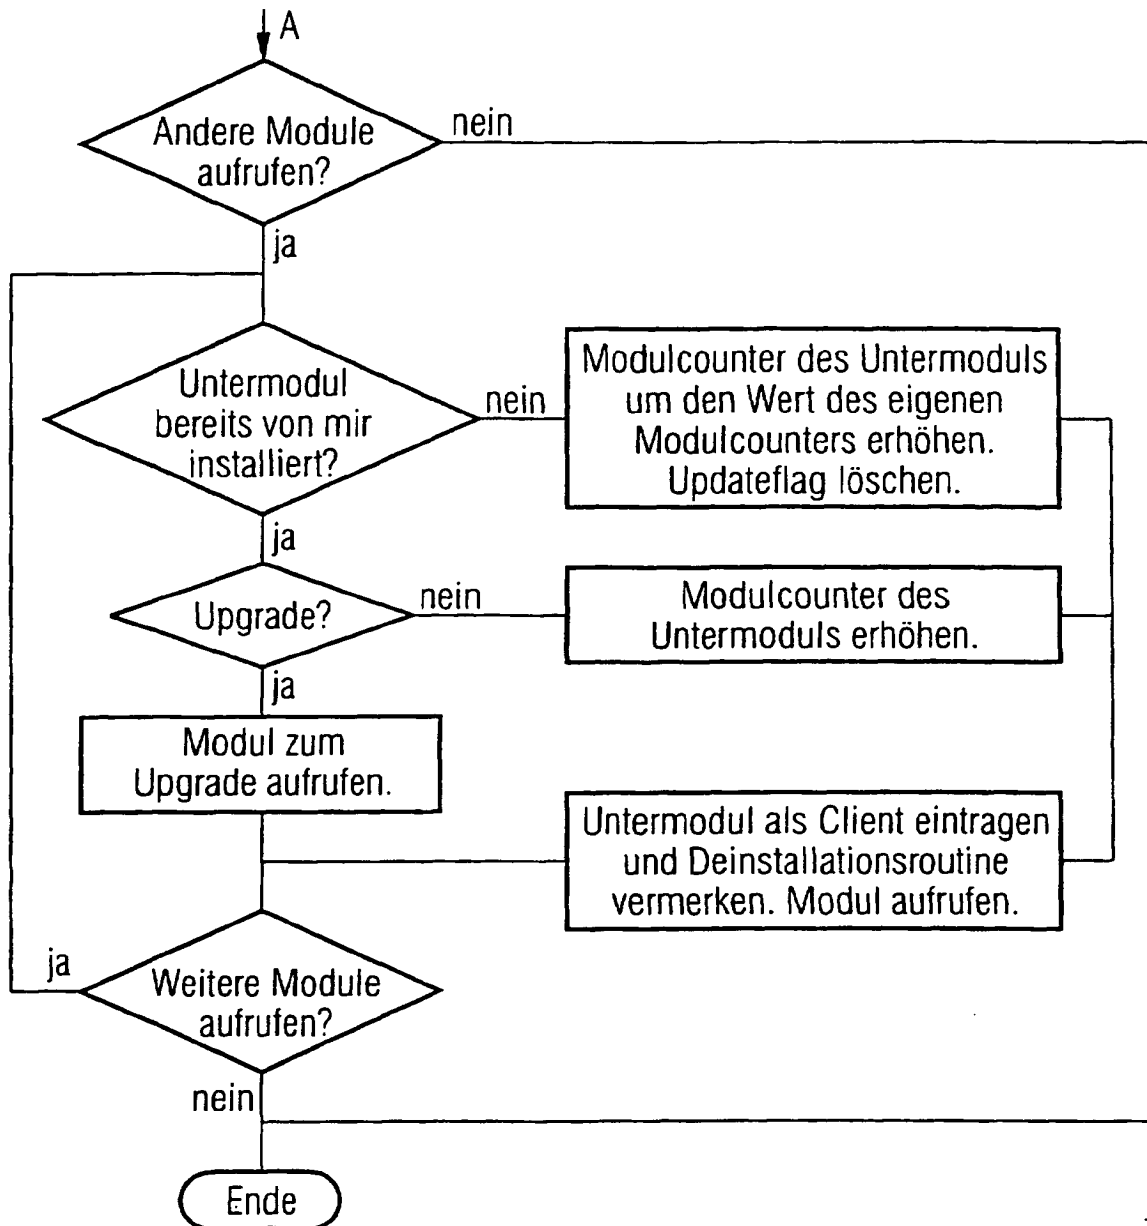 A
Andere Module
aufrufen?
nein
ja
Untermodul
bereits von mir
installiert?
nein
Modulcounter des Untermoduls
um den Wert des eigenen
Modulcounters erhöhen.
Updateflag löschen.
ja
Upgrade?
nein
Modulcounter des
Untermoduls erhöhen.
ja
Modul zum
Upgrade aufrufen.
Untermodul als Client eintragen
und Deinstallationsroutine
vermerken. Modul aufrufen.
ja
Weitere Module
aufrufen?
nein
Ende